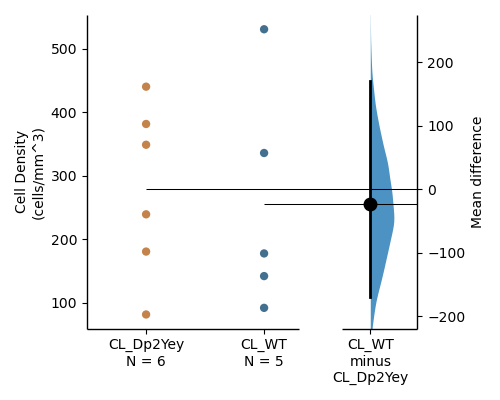 Cell Density
(cells/mm^3)
500
400
300
200
100
200
100
0
−100
−200
Mean difference
CL_Dp2Yey
N = 6
CL_WT
N = 5
CL_WT
minus
CL_Dp2Yey